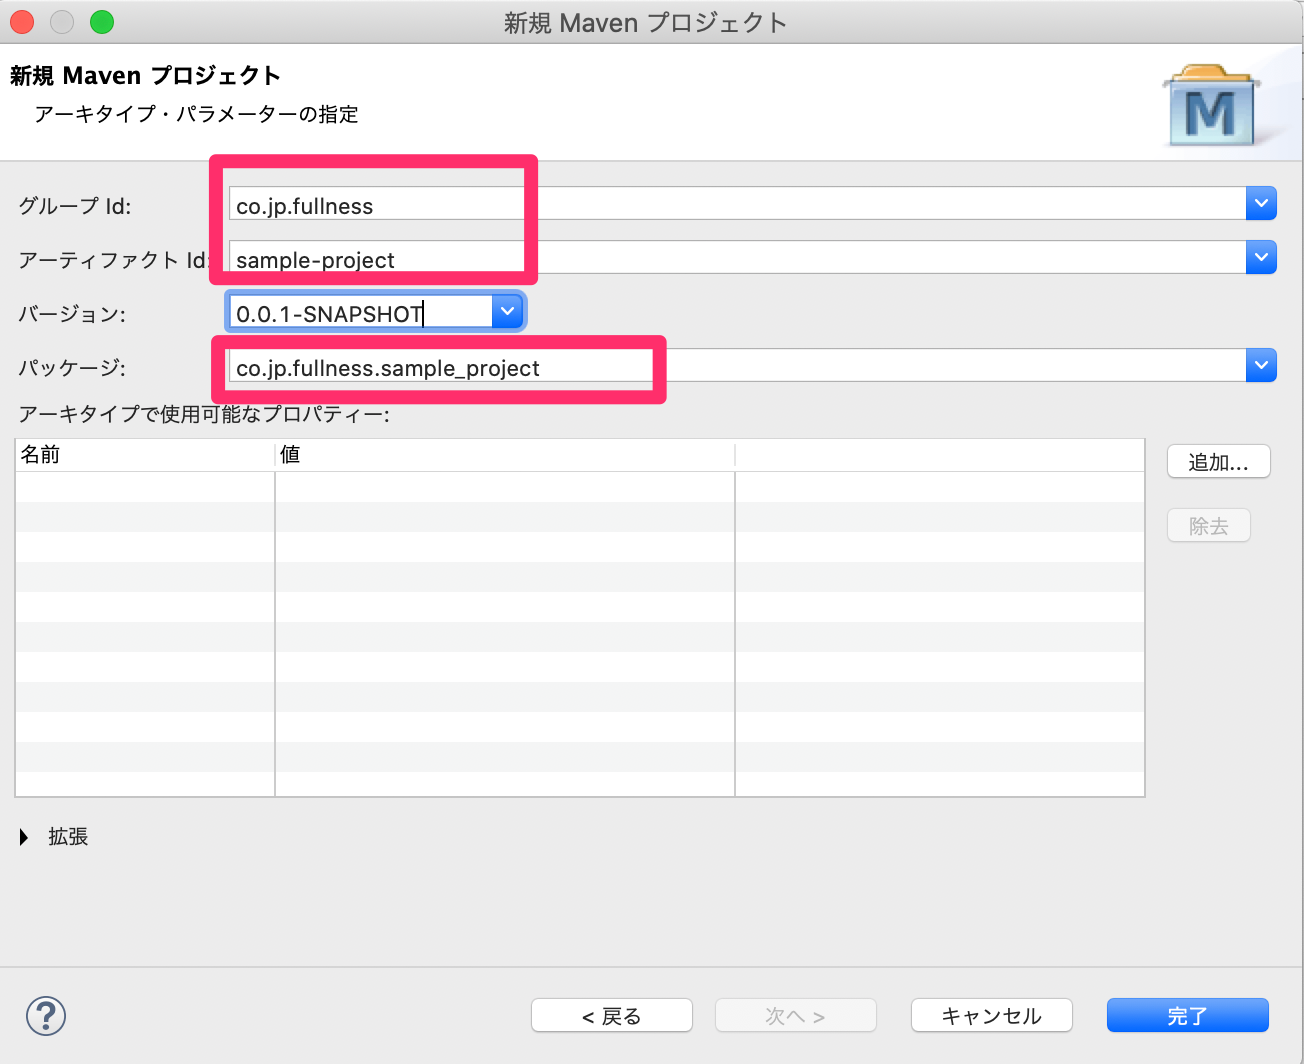 新規 Maven プロジェクト
新規 Maven プロジェクト
アーキタイプ・パラメーターの指定
M
グループ Id: co.jp.fullness
アーティファクト Id: sample-project
バージョン: 0.0.1-SNAPSHOT
パッケージ: co.jp.fullness.sample_project
アーキタイプで使用可能なプロパティー:
名前 値
追加...
除去
拡張
?
< 戻る 次へ > キャンセル 完了